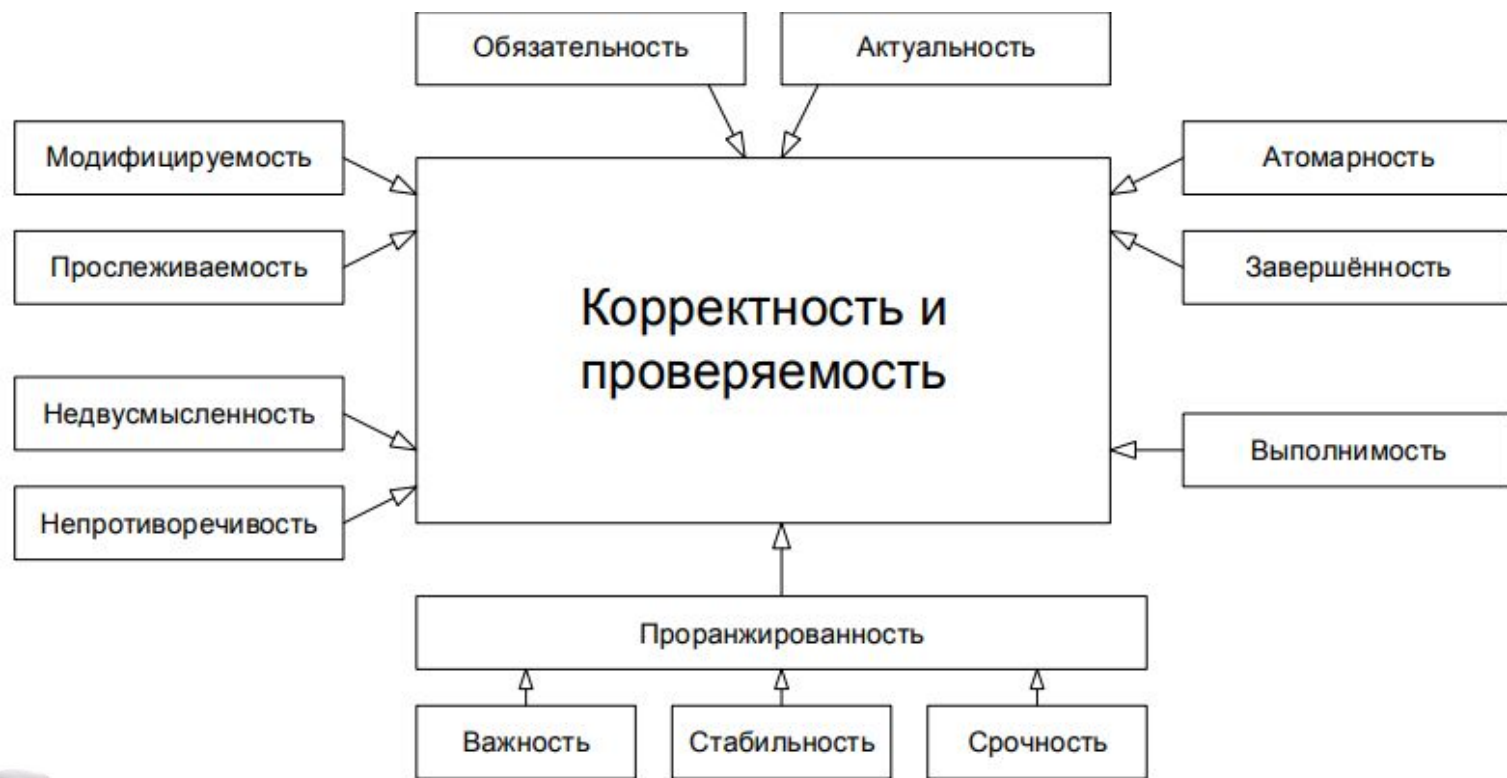 Обязательность
Актуальность
Модифицируемость
Атомарность
Прослеживаемость
Завершённость
Корректность и
проверяемость
Недвусмысленность
Выполнимость
Непротиворечивость
Проранжированность
Важность
Стабильность
Срочность